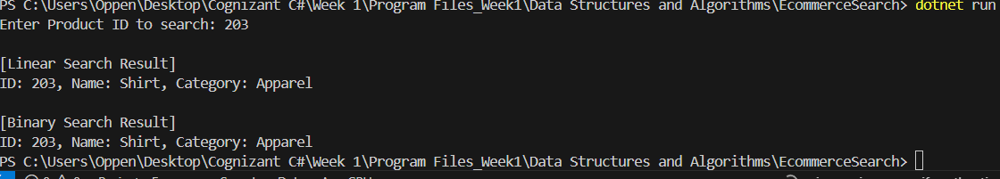 PS C:\Users\Oppen\Desktop\Cognizant C#\Week 1\Program Files_Week1\Data Structures and Algorithms\EcommerceSearch> dotnet run
Enter Product ID to search: 203
[Linear Search Result]
ID: 203, Name: Shirt, Category: Apparel
[Binary Search Result]
ID: 203, Name: Shirt, Category: Apparel
PS C:\Users\Oppen\Desktop\Cognizant C#\Week 1\Program Files_Week1\Data Structures and Algorithms\EcommerceSearch>